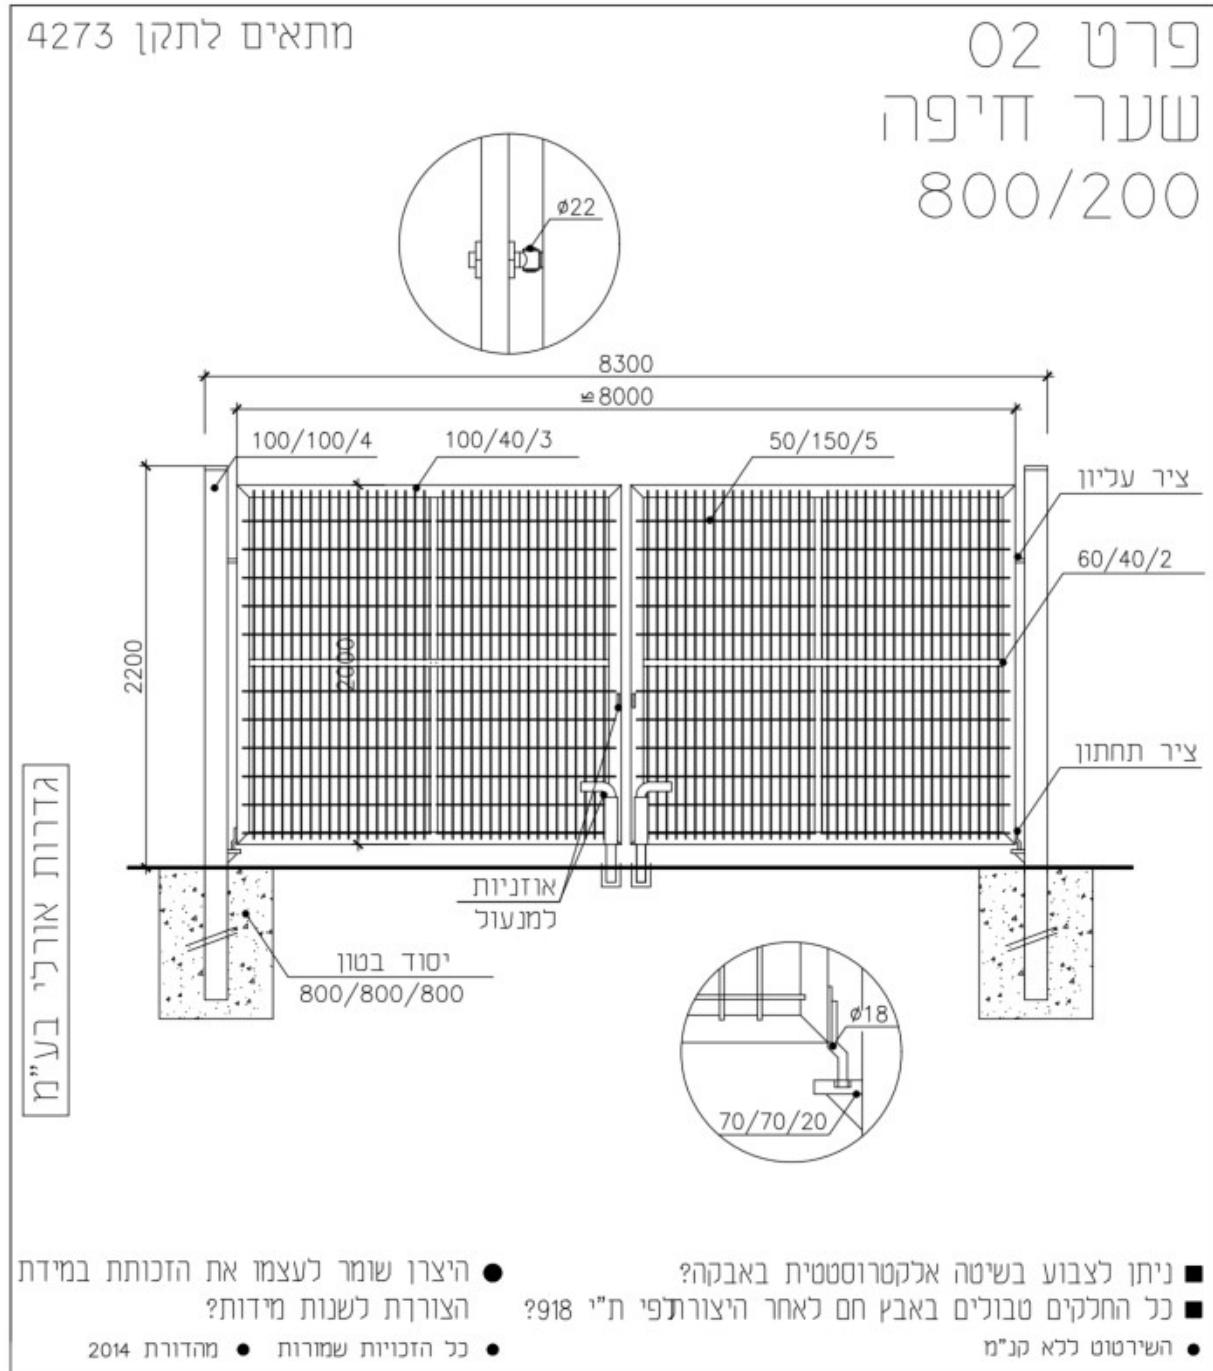 פרט 02
שער חיפה
800/200
מתאים לתקן 4273
ø22
8300
8000
100/100/4
100/40/3
50/150/5
ציר עליון
60/40/2
2200
2000
ציר תחתון
אוזניות
למנעול
יסוד בטון
800/800/800
ø18
70/70/20
גדרות אורלי בע"מ
ניתן לצבוע בשיטה אלקטרוסטטית באבקה?
כל החלקים טבולים באבץ חם לאחר היצורת לפי ת"י 918?
השירטוט ללא קנ"מ
היצרן שומר לעצמו את הזכותת במידת
הצורךת לשנות מידות?
כל הזכויות שמורות
מהדורת 2014